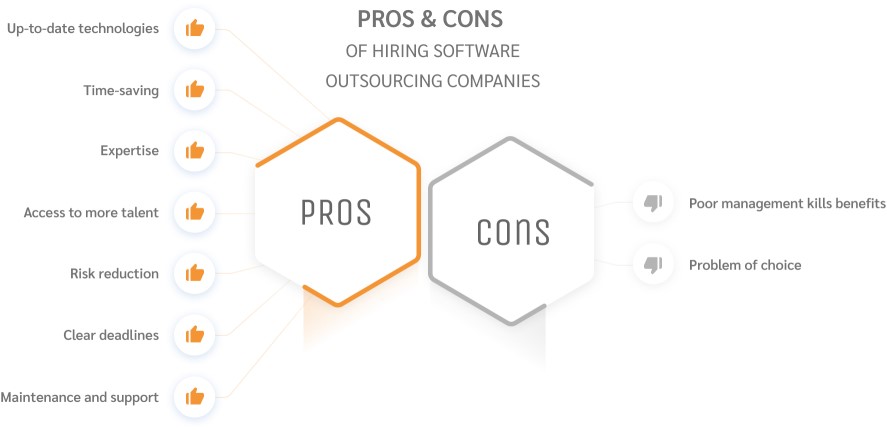 PROS & CONS
OF HIRING SOFTWARE
OUTSOURCING COMPANIES
Up-to-date technologies
Time-saving
Expertise
Access to more talent
Risk reduction
Clear deadlines
Maintenance and support
PROS
CONS
Poor management kills benefits
Problem of choice